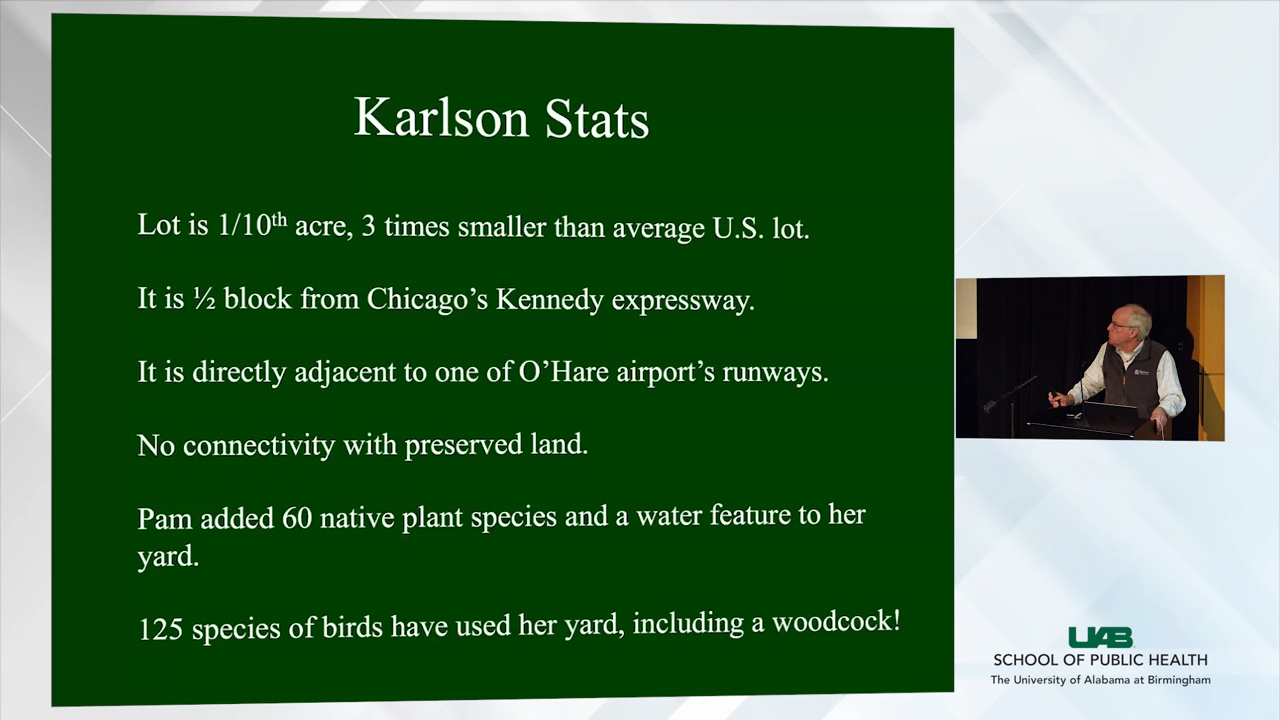 Karlson Stats
Lot is 1/10th acre, 3 times smaller than average U.S. lot.
It is ½ block from Chicago’s Kennedy expressway.
It is directly adjacent to one of O’Hare airport’s runways.
No connectivity with preserved land.
Pam added 60 native plant species and a water feature to her
yard.
125 species of birds have used her yard, including a woodcock!
UAB
SCHOOL OF PUBLIC HEALTH
The University of Alabama at Birmingham